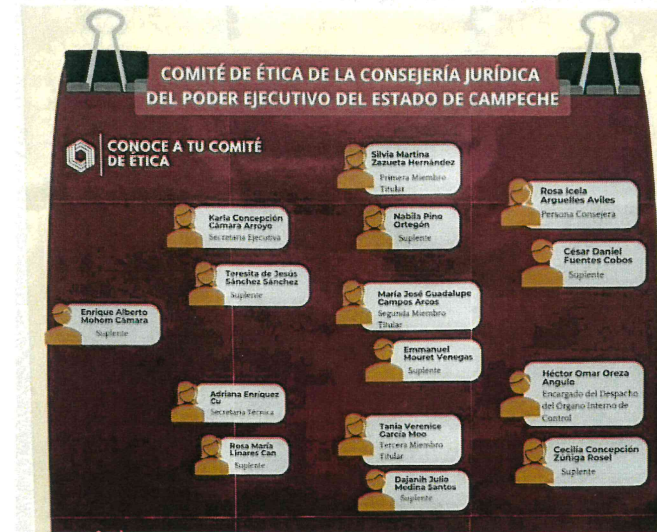 COMITÉ DE ÉTICA DE LA CONSEJERÍA JURÍDICA
DEL PODER EJECUTIVO DEL ESTADO DE CAMPECHE
CONOCE A TU COMITÉ
DE ÉTICA
Silvia Martina
Zazueta Hernández
Primera Miembro
Titular
Rosa Icela
Arguelles Aviles
Persona Consejera
Karla Concepción
Cámara Arroyo
Secretaria Ejecutiva
Nabila Pino
Ortegón
Suplente
César Daniel
Fuentes Cobos
Suplente
Teresita de Jesús
Sánchez Sánchez
Suplente
María José Guadalupe
Campos Arcos
Segunda Miembro
Titular
Enrique Alberto
Mohom Cámara
Suplente
Emmanuel
Mouret Venegas
Suplente
Héctor Omar Oreza
Angulo
Encargado del Despacho
del Órgano Interno de
Control
Adriana Enríquez
Cu
Secretaria Técnica
Tania Verenice
García Moo
Tercera Miembro
Titular
Rosa María
Linares Can
Suplente
Cecilia Concepción
Zúñiga Rosel
Suplente
Dajanih Julio
Medina Santos
Suplente